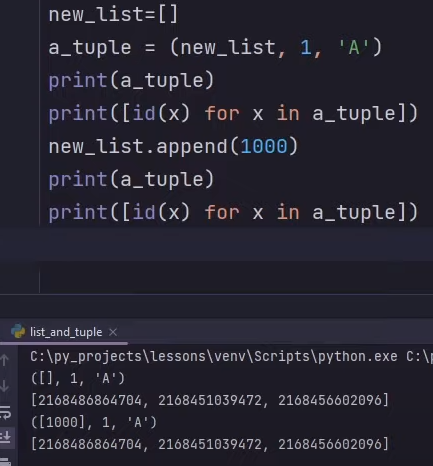 new_list=[]
a_tuple = (new_list, 1, 'A')
print(a_tuple)
print([id(x) for x in a_tuple])
new_list.append(1000)
print(a_tuple)
print([id(x) for x in a_tuple])
list_and_tuple ×
C:\py_projects\lessons\venv\Scripts\python.exe C:\
([], 1, 'A')
[2168486864704, 2168451039472, 2168456602096]
([1000], 1, 'A')
[2168486864704, 2168451039472, 2168456602096]